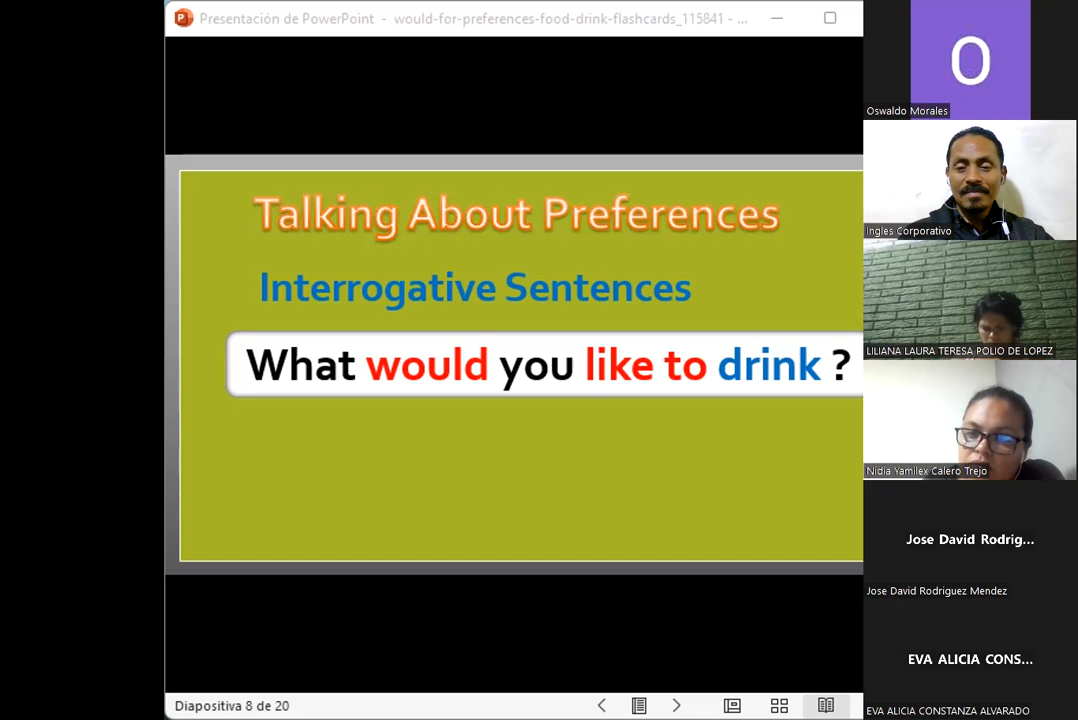 Presentación de PowerPoint - would-for-preferences-food-drink-flashcards_115841 - ...
Talking About Preferences
Interrogative Sentences
What would you like to drink ?
Diapositiva 8 de 20
O
Oswaldo Morales
Ingles Corporativo
LILIANA LAURA TERESA POLIO DE LOPEZ
Nidia Yamilex Calero Trejo
Jose David Rodrig...
Jose David Rodriguez Mendez
EVA ALICIA CONS...
EVA ALICIA CONSTANZA ALVARADO